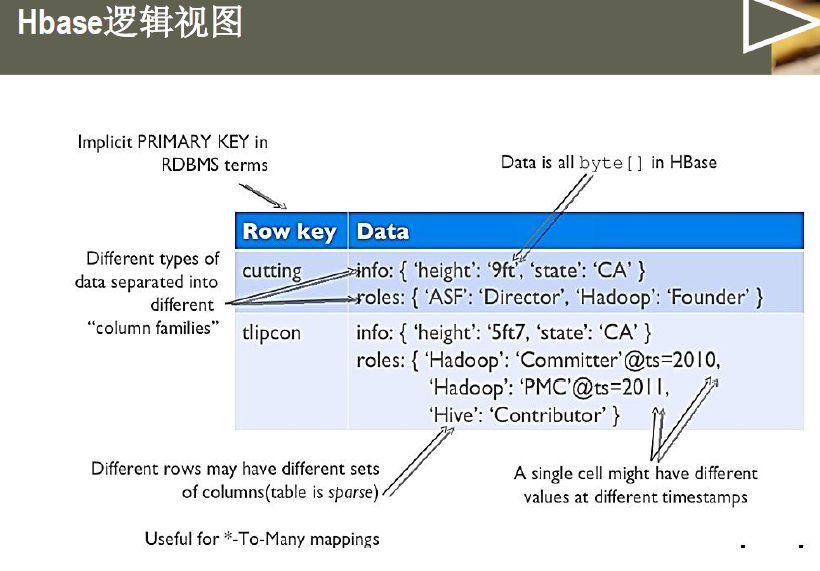 Hbase逻辑视图
Implicit PRIMARY KEY in
RDBMS terms
Data is all byte[] in HBase
Row key Data
Different types of
data separated into
different
“column families”
cutting
info: { ‘height’: ‘9ft’, ‘state’: ‘CA’ }
roles: { ‘ASF’: ‘Director’, ‘Hadoop’: ‘Founder’ }
tlipcon
info: { ‘height’: ‘5ft7, ‘state’: ‘CA’ }
roles: { ‘Hadoop’: ‘Committer’@ts=2010,
‘Hadoop’: ‘PMC’@ts=2011,
‘Hive’: ‘Contributor’ }
Different rows may have different sets
of columns(table is sparse)
A single cell might have different
values at different timestamps
Useful for *-To-Many mappings